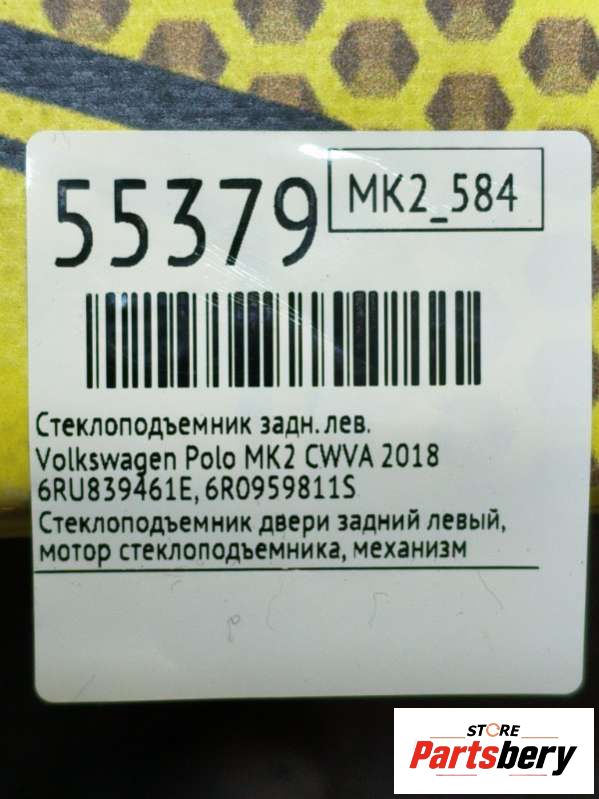 55379
MK2_584
Стеклоподъемник задн. лев.
Volkswagen Polo MK2 CWVA 2018
6RU839461E, 6R0959811S
Стеклоподъемник двери задний левый,
мотор стеклоподъемника, механизм
STORE
Partsbery